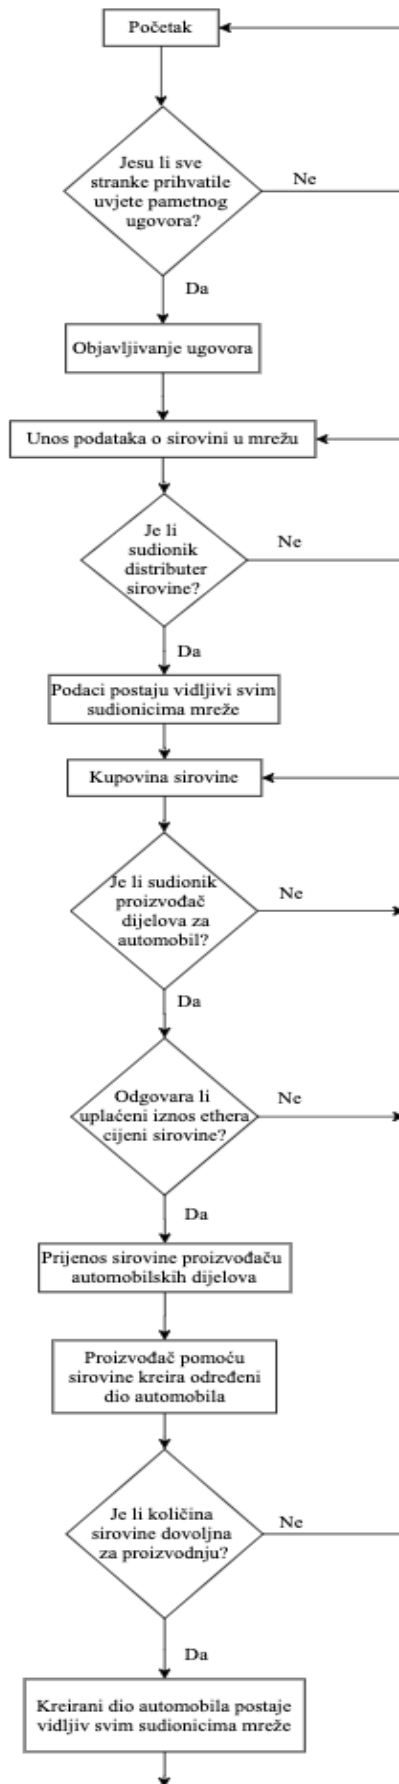 Početak
Jesu li sve
stranke prihvatile
uvjete pametnog
ugovora?
Ne
Da
Objavljivanje ugovora
Unos podataka o sirovini u mrežu
Je li
sudionik
distributer
sirovine?
Ne
Da
Podaci postaju vidljivi svim
sudionicima mreže
Kupovina sirovine
Je li sudionik
proizvođač
dijelova za
automobil?
Ne
Da
Odgovara li
uplaćeni iznos ethera
cijeni sirovine?
Ne
Da
Prijenos sirovine proizvođaču
automobilskih dijelova
Proizvođač pomoću
sirovine kreira određeni
dio automobila
Je li količina
sirovine dovoljna
za proizvodnju?
Ne
Da
Kreirani dio automobila postaje
vidljiv svim sudionicima mreže